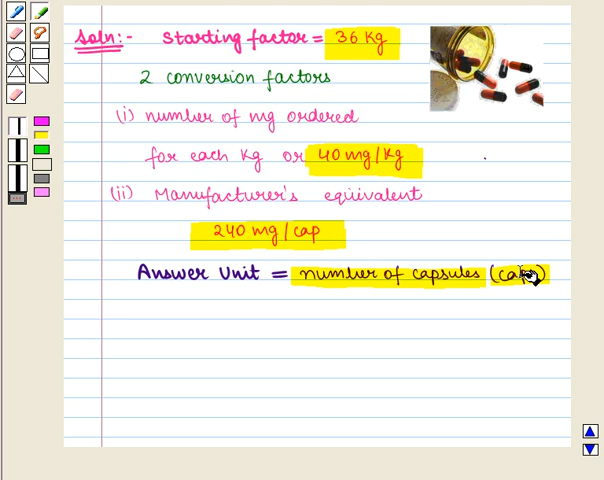 Soln:- Starting factor = 36 Kg
2 conversion factors
(i) number of mg ordered
for each Kg or 40 mg/Kg
(ii) Manufacturer's equivalent
240 mg/cap
Answer Unit = number of capsules